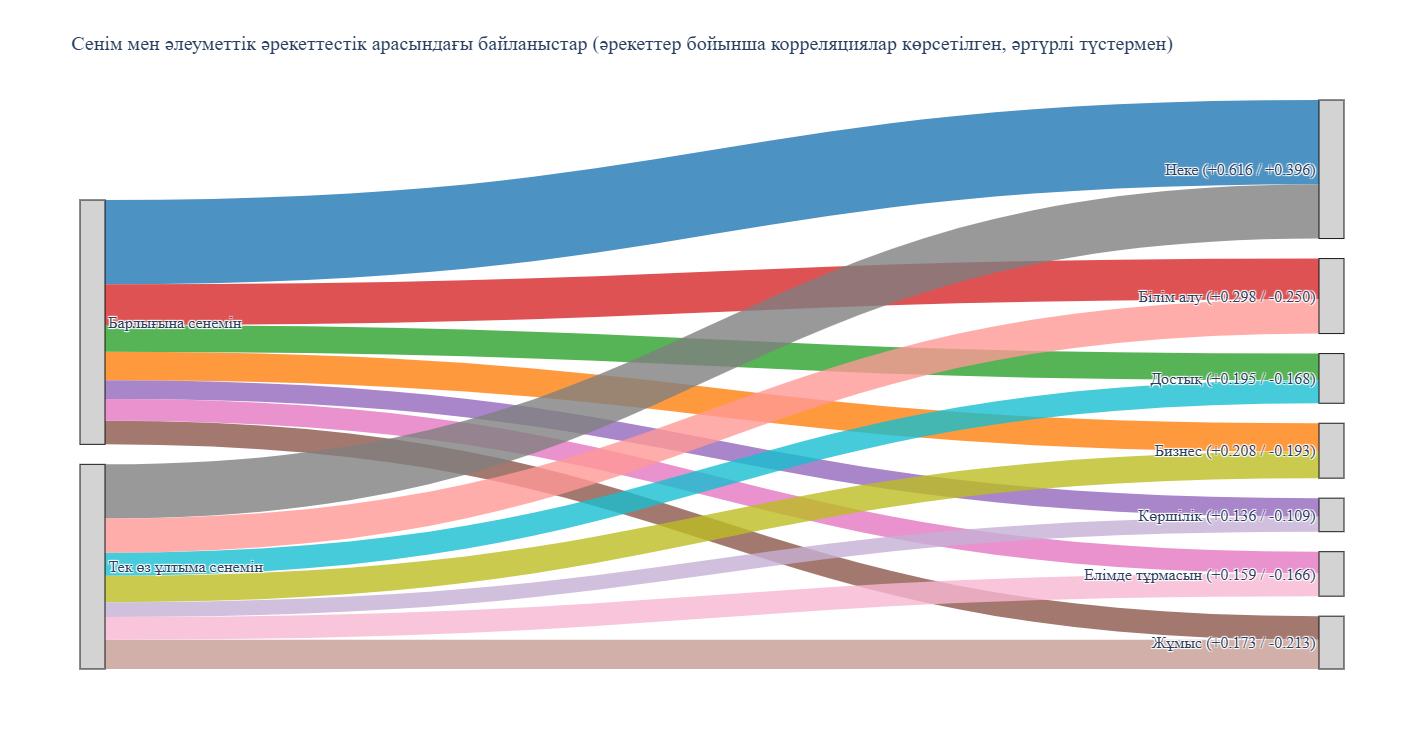 Сенім мен әлеуметтік әрекеттестік арасындағы байланыстар (әрекеттер бойынша корреляциялар көрсетілген, әртүрлі түстермен)
Неке (+0.616 / +0.396)
Білім алу (+0.298 / -0.250)
Барлығына сенемін
Достық (+0.195 / -0.168)
Бизнес (+0.208 / -0.193)
Көршілік (+0.136 / -0.109)
Тек өз ұлтыма сенемін
Елімде тұрмасын (+0.159 / -0.166)
Жұмыс (+0.173 / -0.213)